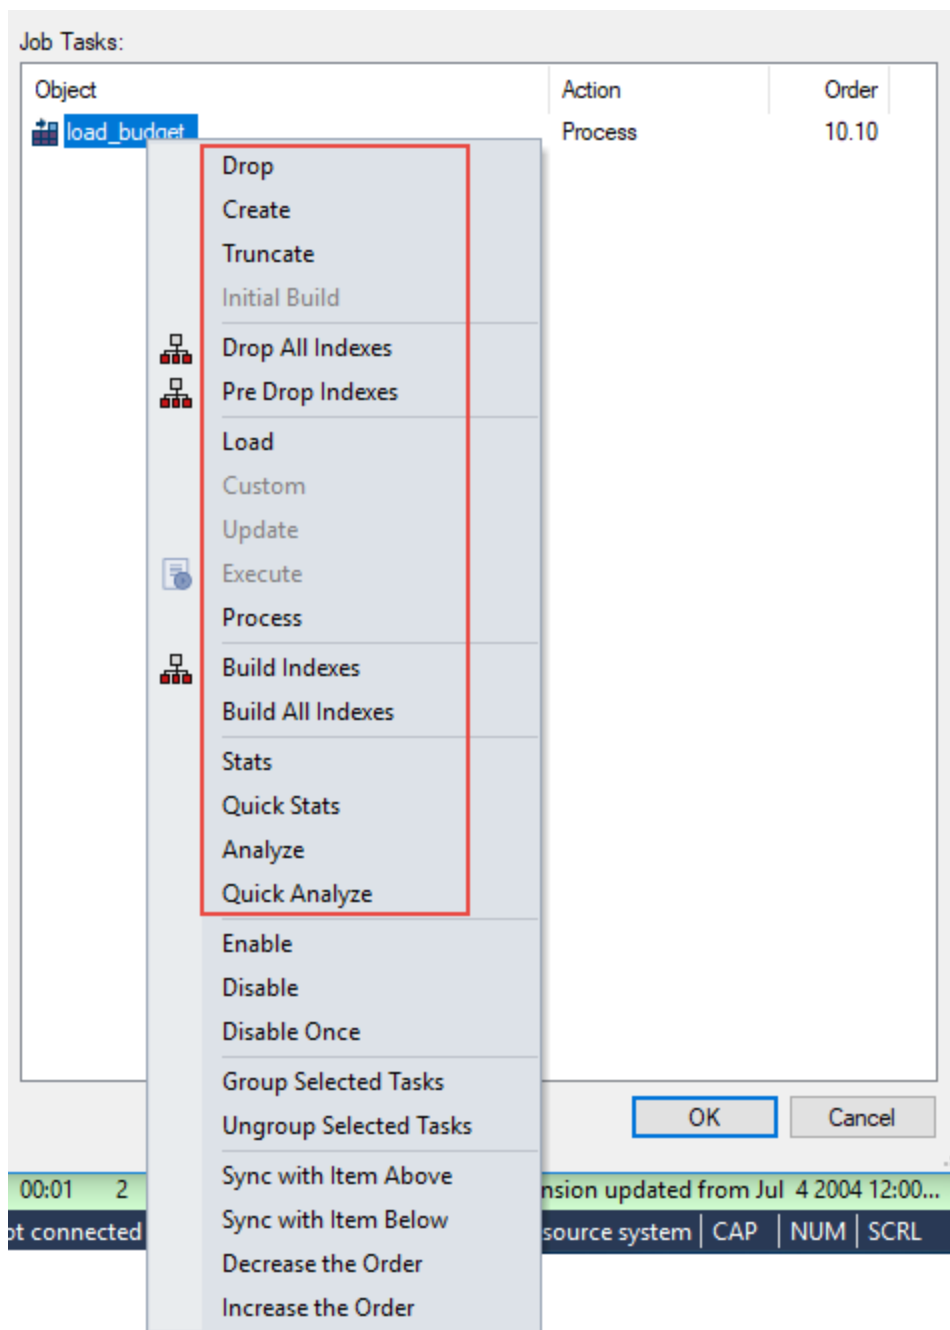 Job Tasks:
Object Action Order
load_budget Process 10.10
Drop
Create
Truncate
Initial Build
Drop All Indexes
Pre Drop Indexes
Load
Custom
Update
Execute
Process
Build Indexes
Build All Indexes
Stats
Quick Stats
Analyze
Quick Analyze
Enable
Disable
Disable Once
Group Selected Tasks
Ungroup Selected Tasks
OK Cancel
Sync with Item Above
00:01 2 nsion updated from Jul 4 2004 12:00...
Sync with Item Below
ot connected source system CAP NUM SCRL
Decrease the Order
Increase the Order